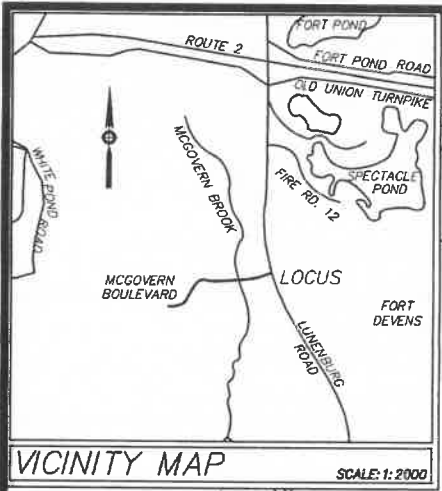 FORT POND
ROUTE 2
FORT POND ROAD
OLD UNION TURNPIKE
MCGOVERN BROOK
WHITE POND ROAD
SPECTACLE
POND
FIRE RD. 12
LOCUS
MCGOVERN
BOULEVARD
FORT
DEVENS
LUNENBURG
ROAD
VICINITY MAP
SCALE: 1: 2000